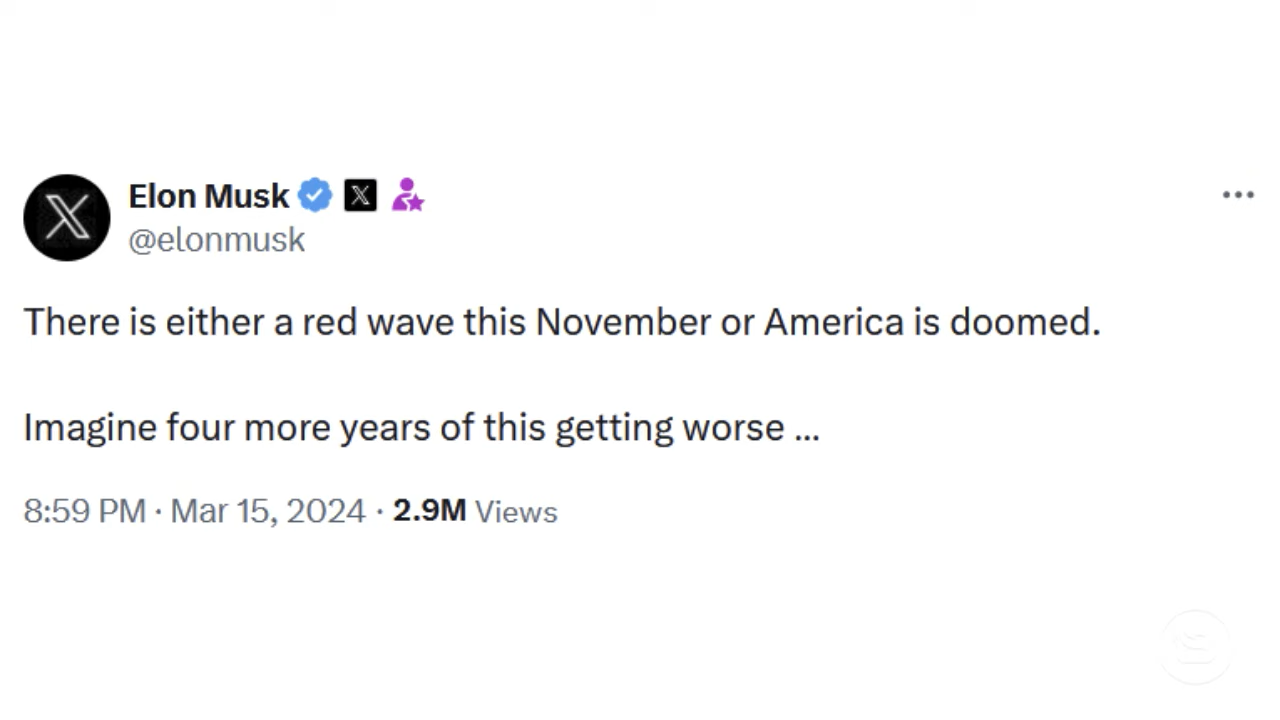 Elon Musk
@elonmusk
There is either a red wave this November or America is doomed.
Imagine four more years of this getting worse ...
8:59 PM · Mar 15, 2024 · 2.9M Views